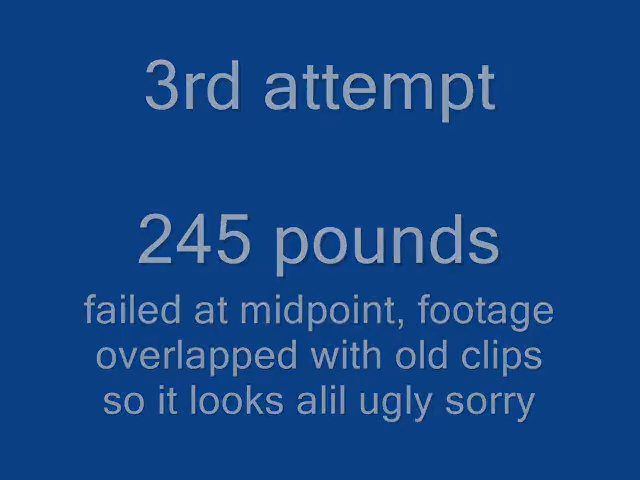 3rd attempt
245 pounds
failed at midpoint, footage
overlapped with old clips
so it looks alil ugly sorry